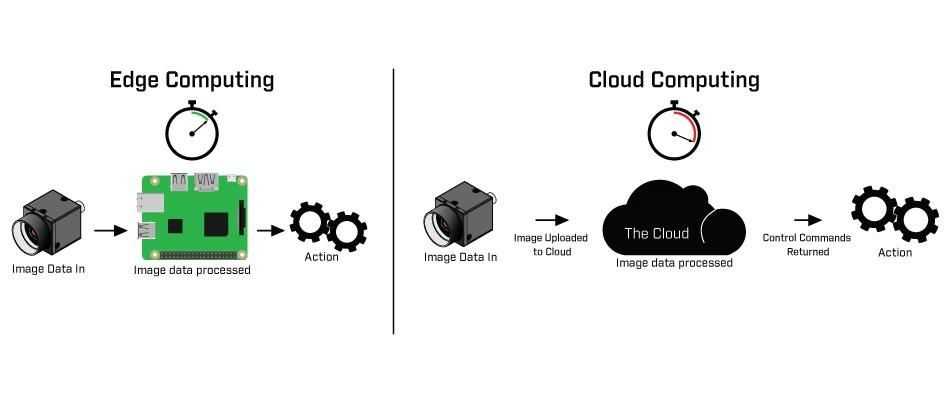 Edge Computing
Image Data In
Image data processed
Action
Cloud Computing
Image Data In
Image Uploaded
to Cloud
The Cloud
Image data processed
Control Commands
Returned
Action